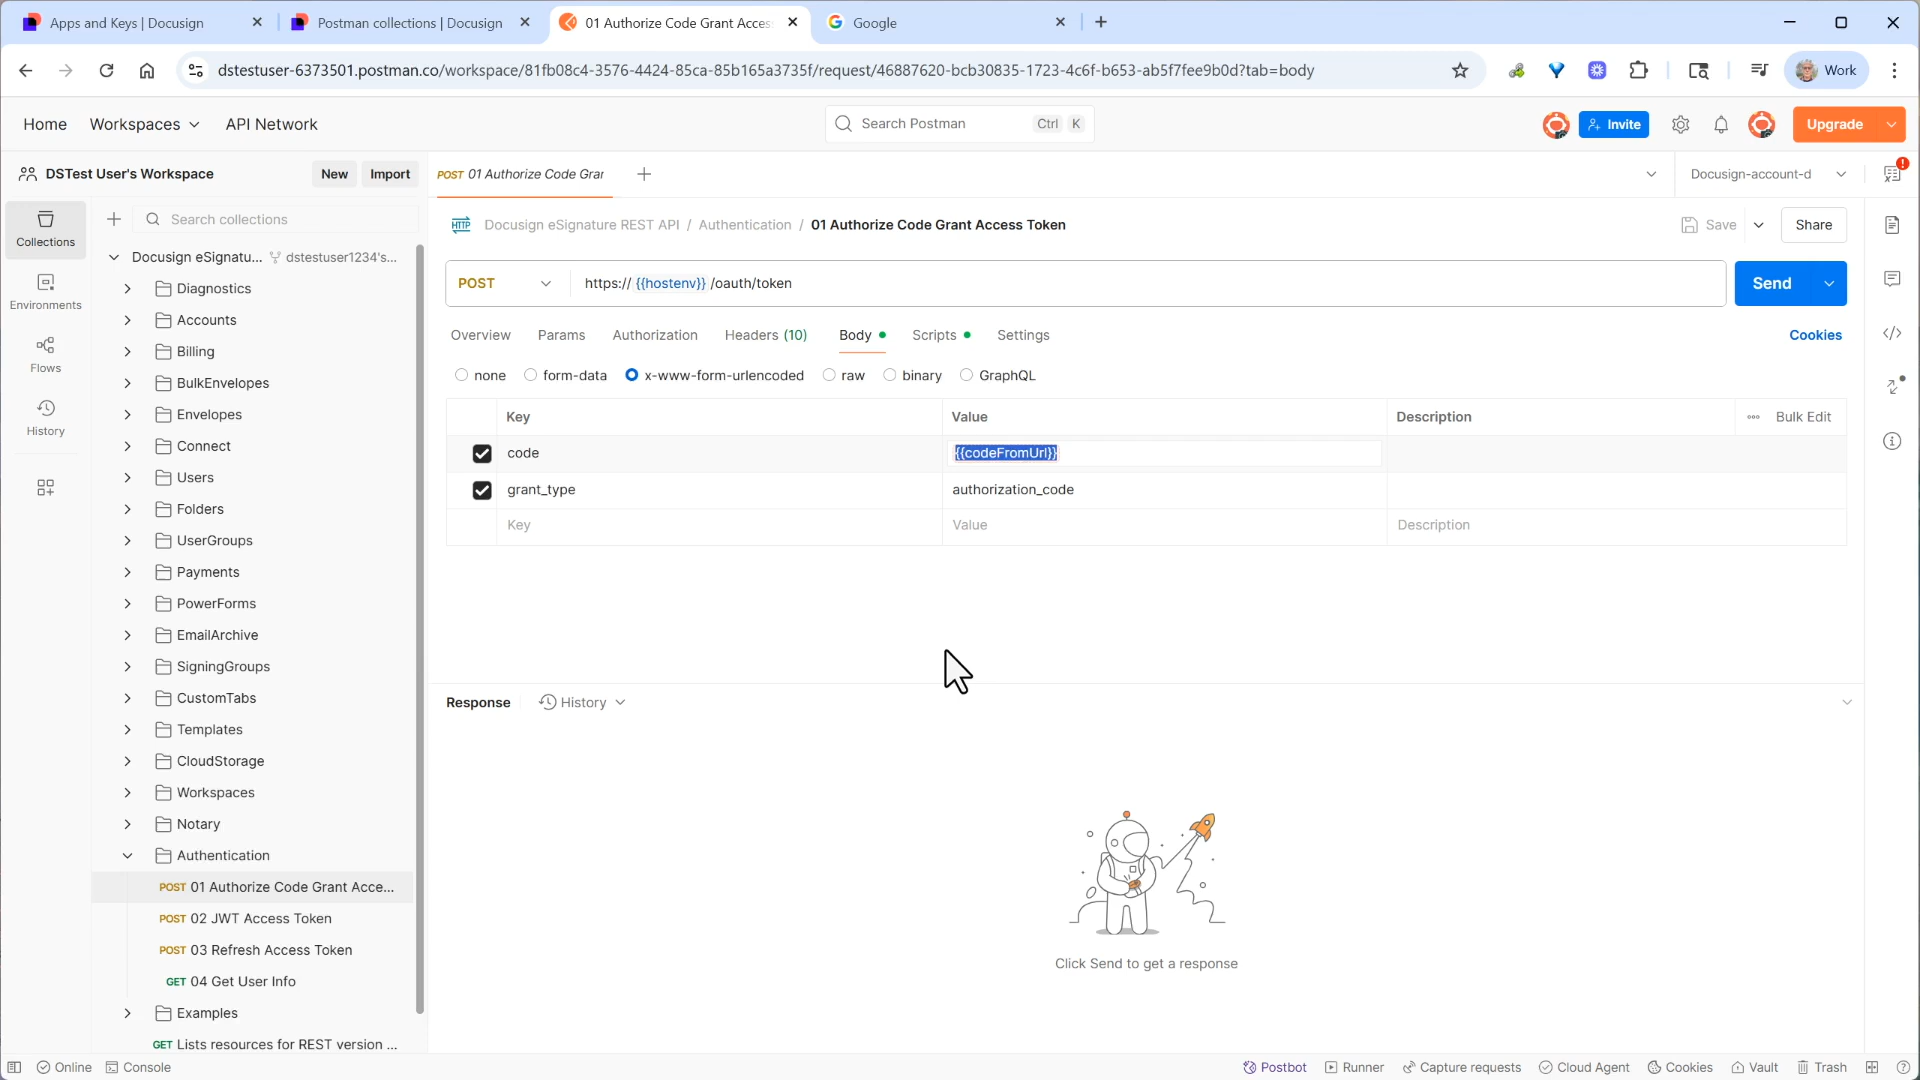 Apps and Keys | Docusign
Postman collections | Docusign
01 Authorize Code Grant Acces
Google
dstestuser-6373501.postman.co/workspace/81fb08c4-3576-4424-85ca-85b165a3735f/request/46887620-bcb30835-1723-4c6f-b653-ab5f7fee9b0d?tab=body
Work
Home
Workspaces
API Network
Search Postman
Ctrl
K
Invite
Upgrade
DSTest User's Workspace
New
Import
POST 01 Authorize Code Grar
Docusign-account-d
Collections
Environments
Flows
History
Search collections
Docusign eSignatu...
dstestuser1234's...
Diagnostics
Accounts
Billing
BulkEnvelopes
Envelopes
Connect
Users
Folders
UserGroups
Payments
PowerForms
EmailArchive
SigningGroups
CustomTabs
Templates
CloudStorage
Workspaces
Notary
Authentication
POST 01 Authorize Code Grant Acce...
POST 02 JWT Access Token
POST 03 Refresh Access Token
GET 04 Get User Info
Examples
GET Lists resources for REST version ...
HTTP
Docusign eSignature REST API / Authentication / 01 Authorize Code Grant Access Token
Save
Share
POST
https:// {{hostenv}} /oauth/token
Send
Overview
Params
Authorization
Headers (10)
Body
Scripts
Settings
Cookies
none
form-data
x-www-form-urlencoded
raw
binary
GraphQL
Key
Value
Description
Bulk Edit
code
{{codeFromUrl}}
grant_type
authorization_code
Key
Value
Description
Response
History
Click Send to get a response
Online
Console
Postbot
Runner
Capture requests
Cloud Agent
Cookies
Vault
Trash